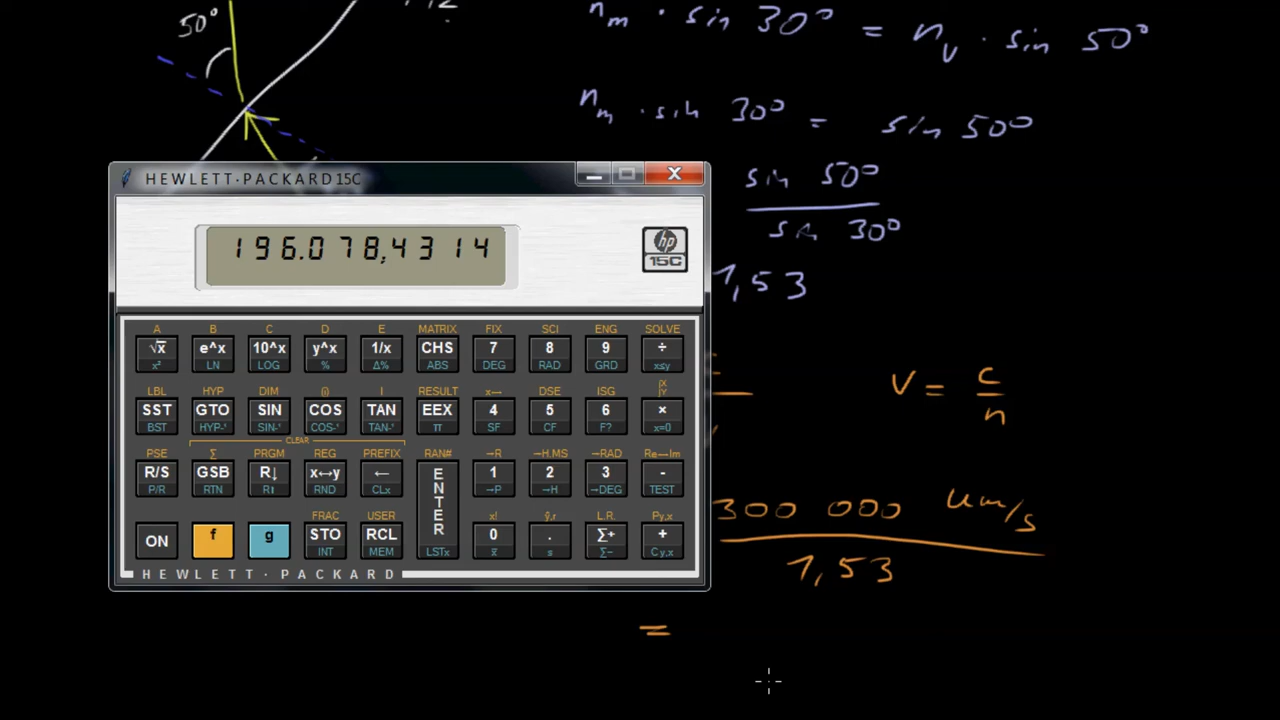 50°
n_m · sin 30° = n_v · sin 50°
n_m · sin 30° = sin 50°
sin 50°
sin 30°
1,53
HEWLETT·PACKARD 15C
196.078,4314
hp
15C
A B C D E MATRIX FIX SCI ENG SOLVE
√x e^x 10^x y^x 1/x CHS 7 8 9 ÷
x² LN LOG % Δ% ABS DEG RAD GRD x≤y
LBL HYP DIM (i) I RESULT x↔ DSE ISG ∫x y
SST GTO SIN COS TAN EEX 4 5 6 ×
BST HYP-¹ SIN-¹ COS-¹ TAN-¹ π SF CF F? x=0
CLEAR
PSE Σ PRGM REG PREFIX RAN# →R →H.MS →RAD Re↔Im
R/S GSB R↓ x↔y ← ENTER 1 2 3 -
P/R RTN R↑ RND CLx →P →H →DEG TEST
FRAC USER x! ŷ,r L.R. Py,x
ON f g STO RCL 0 . Σ+ +
INT MEM LSTx x̄ s Σ− Cy,x
HEWLETT·PACKARD
v = c
n
300 000 km/s
1,53
=